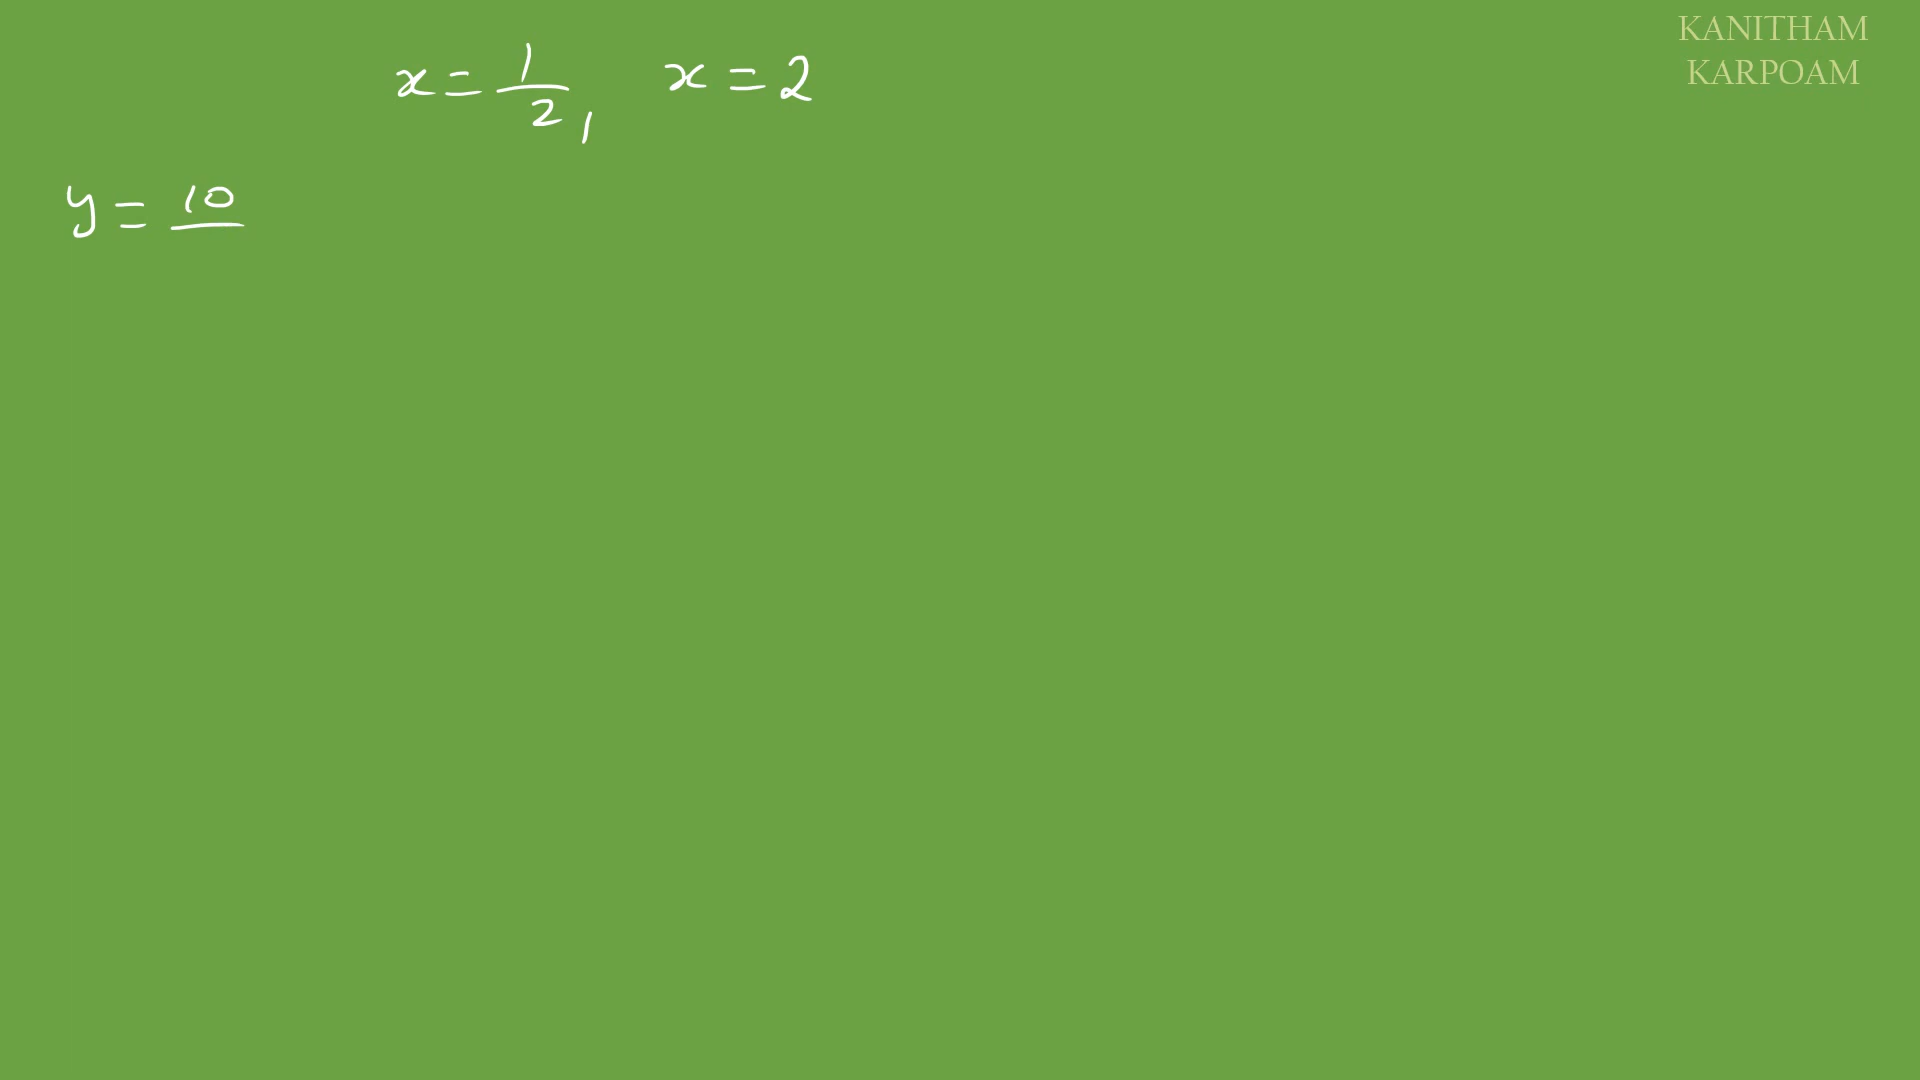 KANITHAM
KARPOAM
x = 1/2, x = 2
y = 10/